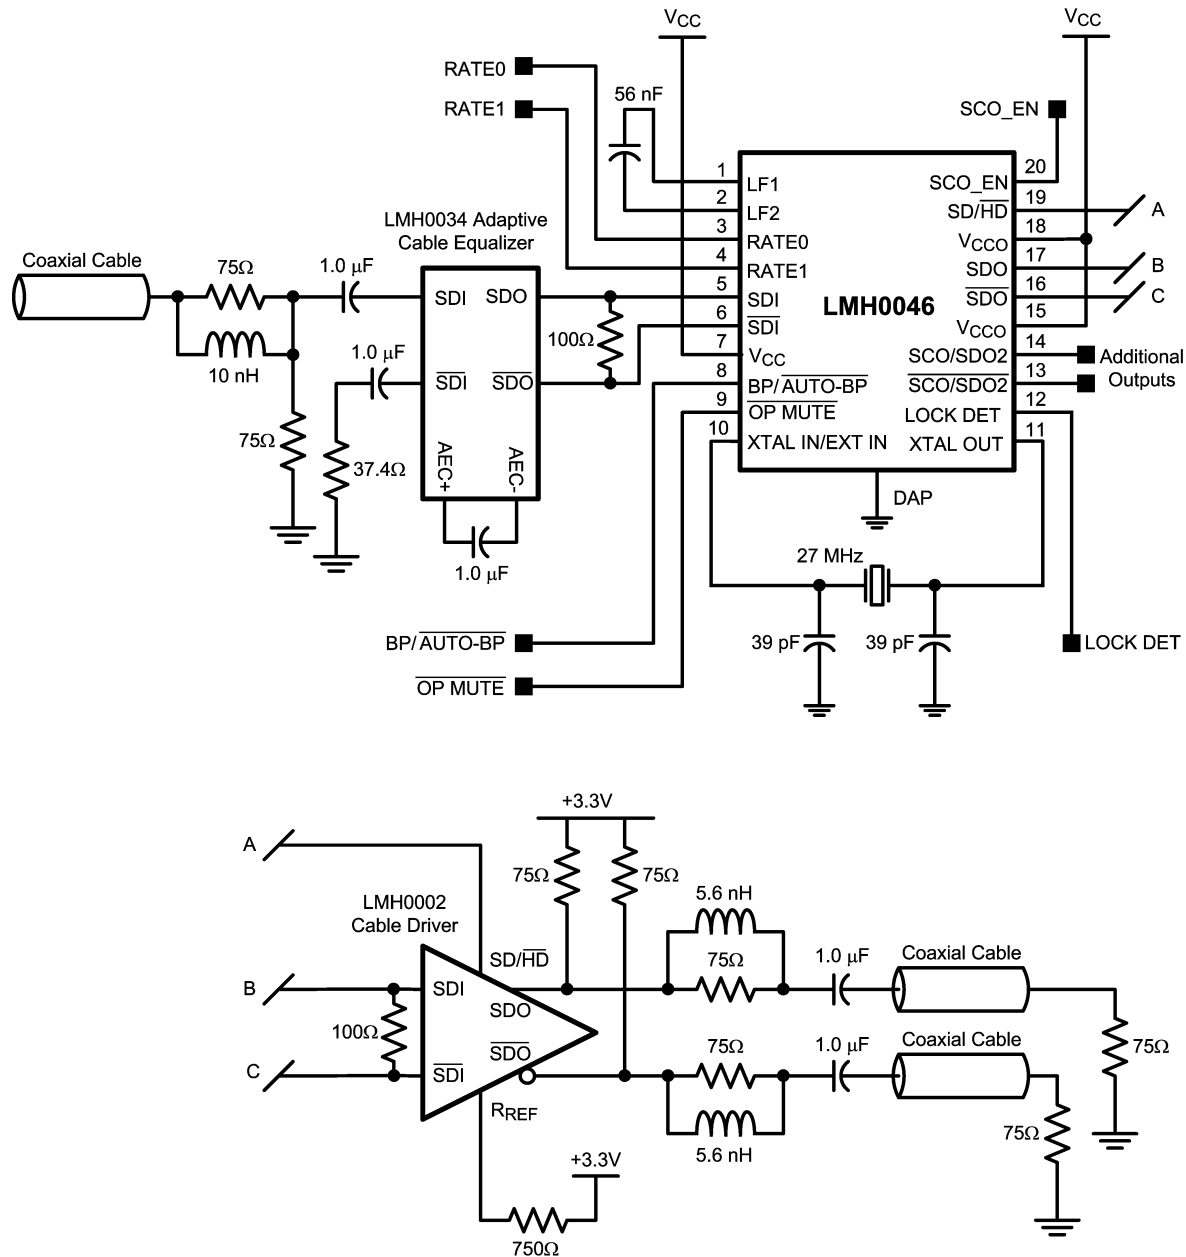 VCC
VCC
RATE0
RATE1
56 nF
SCO_EN
LMH0034 Adaptive
Cable Equalizer
Coaxial Cable
75Ω
10 nH
1.0 µF
75Ω
1.0 µF
37.4Ω
SDI
SDO
SDI
SDO
AEC+
AEC-
1.0 µF
100Ω
1
2
3
4
5
6
7
8
9
10
LF1
LF2
RATE0
RATE1
SDI
SDI
VCC
BP/AUTO-BP
OP MUTE
XTAL IN/EXT IN
LMH0046
SCO_EN
SD/HD
VCCO
SDO
SDO
VCCO
SCO/SDO2
SCO/SDO2
LOCK DET
XTAL OUT
20
19
18
17
16
15
14
13
12
11
A
B
C
Additional
Outputs
DAP
27 MHz
39 pF
39 pF
BP/AUTO-BP
OP MUTE
LOCK DET
+3.3V
A
75Ω
75Ω
LMH0002
Cable Driver
5.6 nH
SD/HD
75Ω
1.0 µF
Coaxial Cable
B
SDI
SDO
100Ω
SDO
75Ω
1.0 µF
Coaxial Cable
75Ω
C
SDI
RREF
5.6 nH
75Ω
+3.3V
750Ω